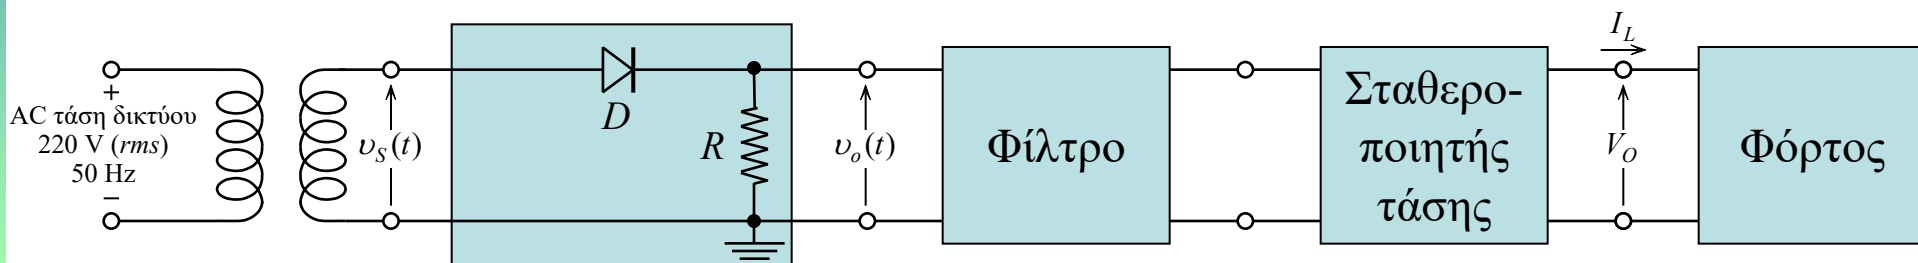 AC τάση δικτύου
220 V (rms)
50 Hz
+
−
υS(t)
D
R
υo(t)
Φίλτρο
Σταθερο-
ποιητής
τάσης
IL
VO
Φόρτος